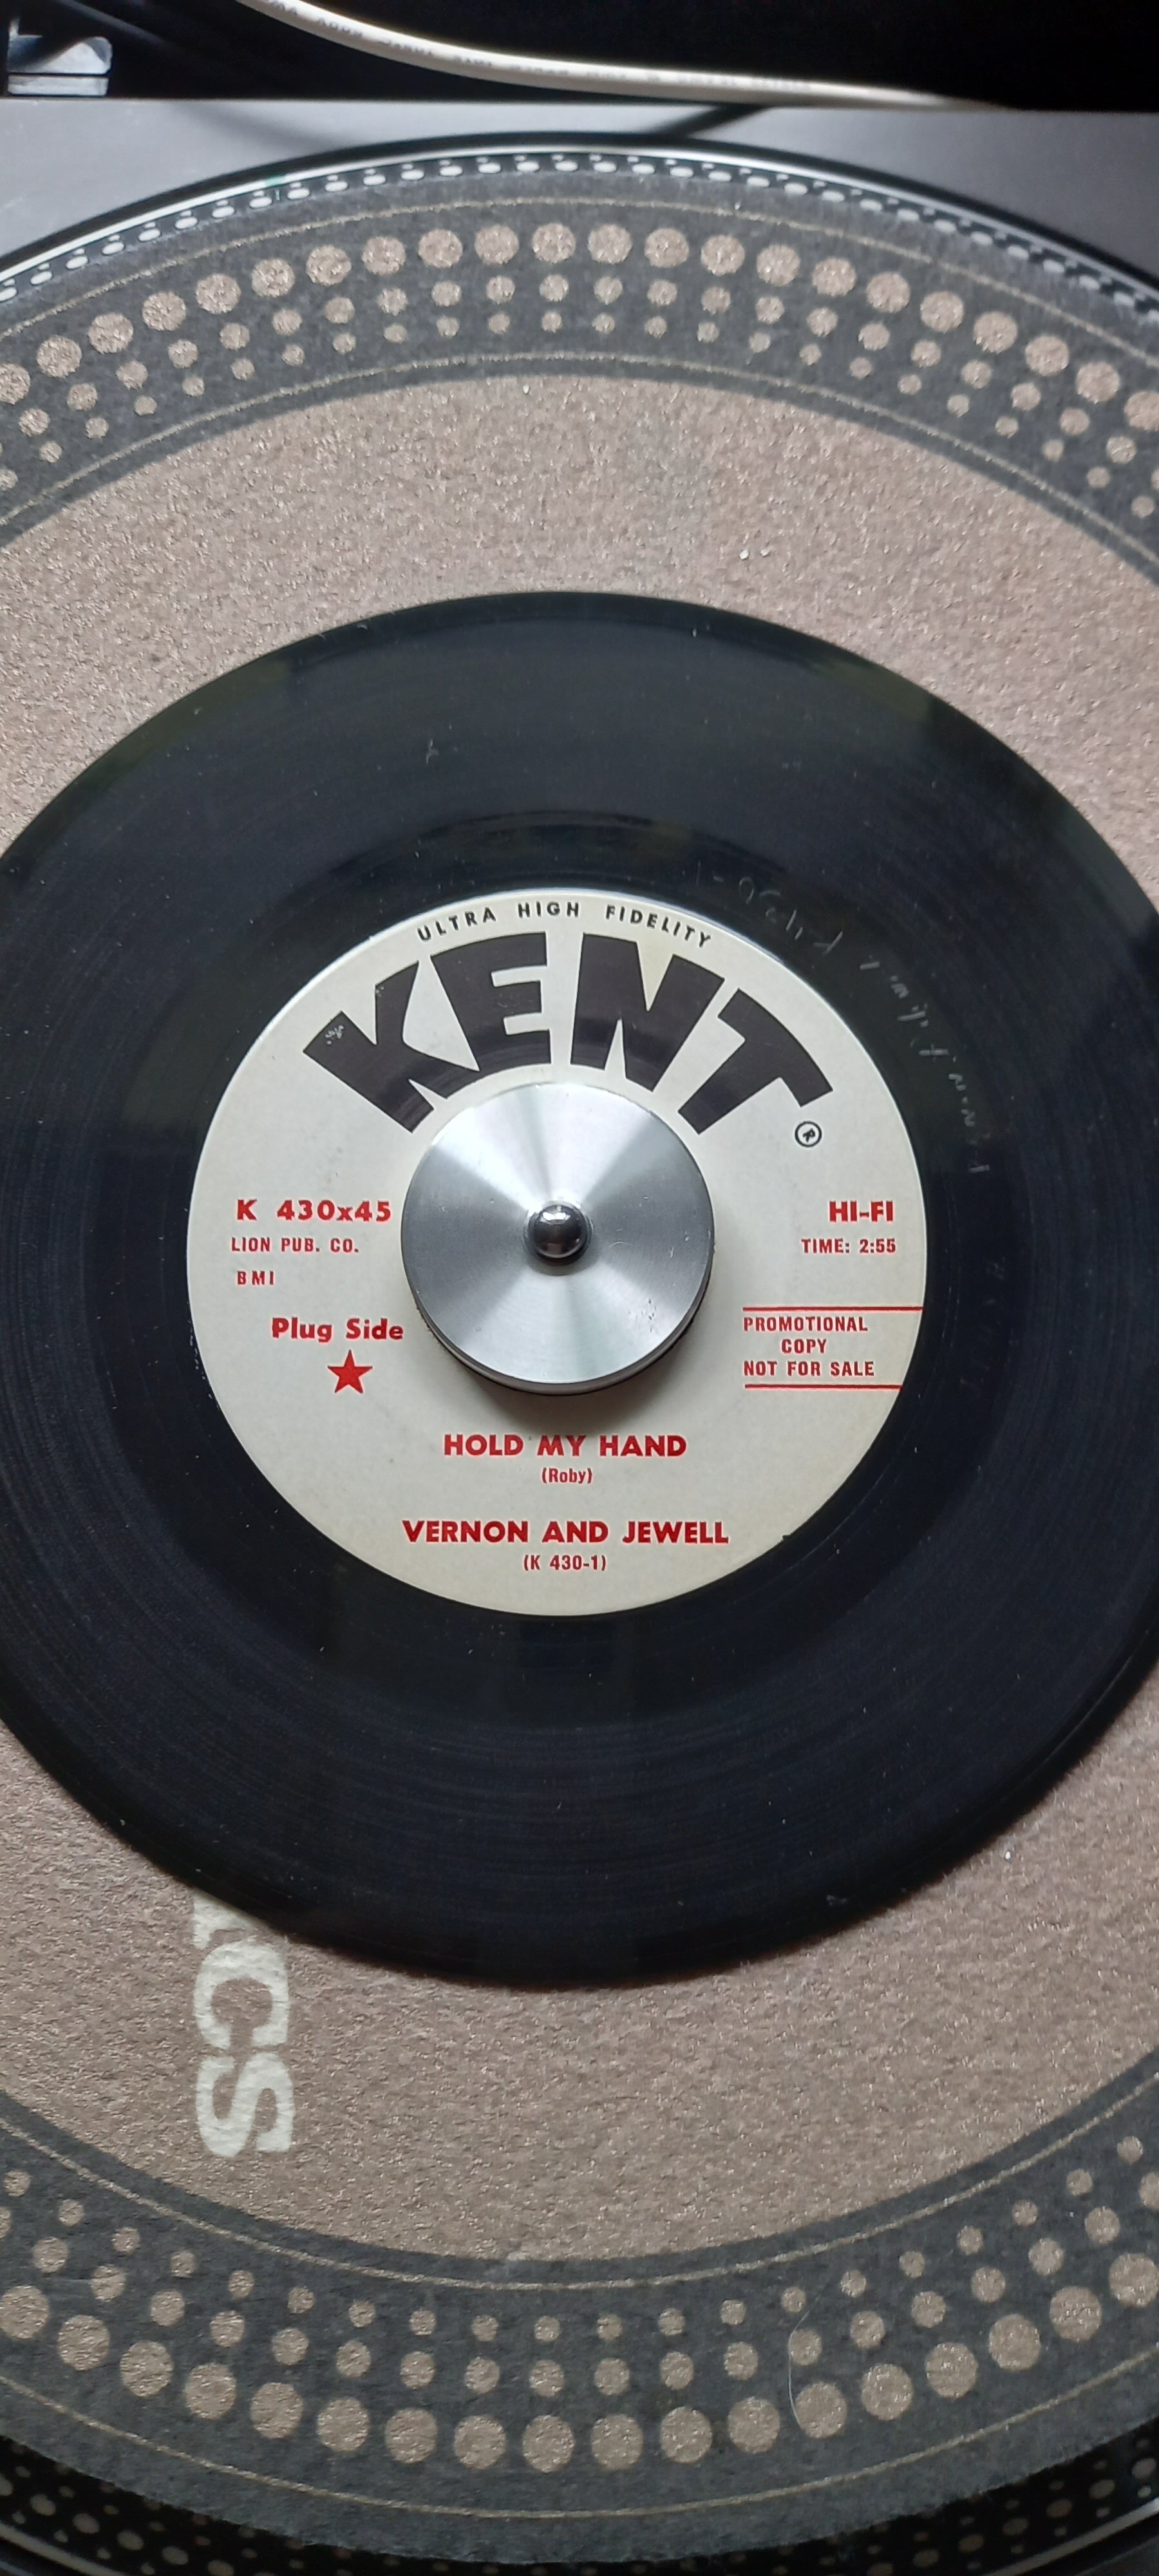 ULTRA HIGH FIDELITY
KENT
®
K 430x45
HI-FI
LION PUB. CO.
TIME: 2:55
BMI
Plug Side
PROMOTIONAL
COPY
NOT FOR SALE
HOLD MY HAND
(Roby)
VERNON AND JEWELL
(K 430-1)
ICS